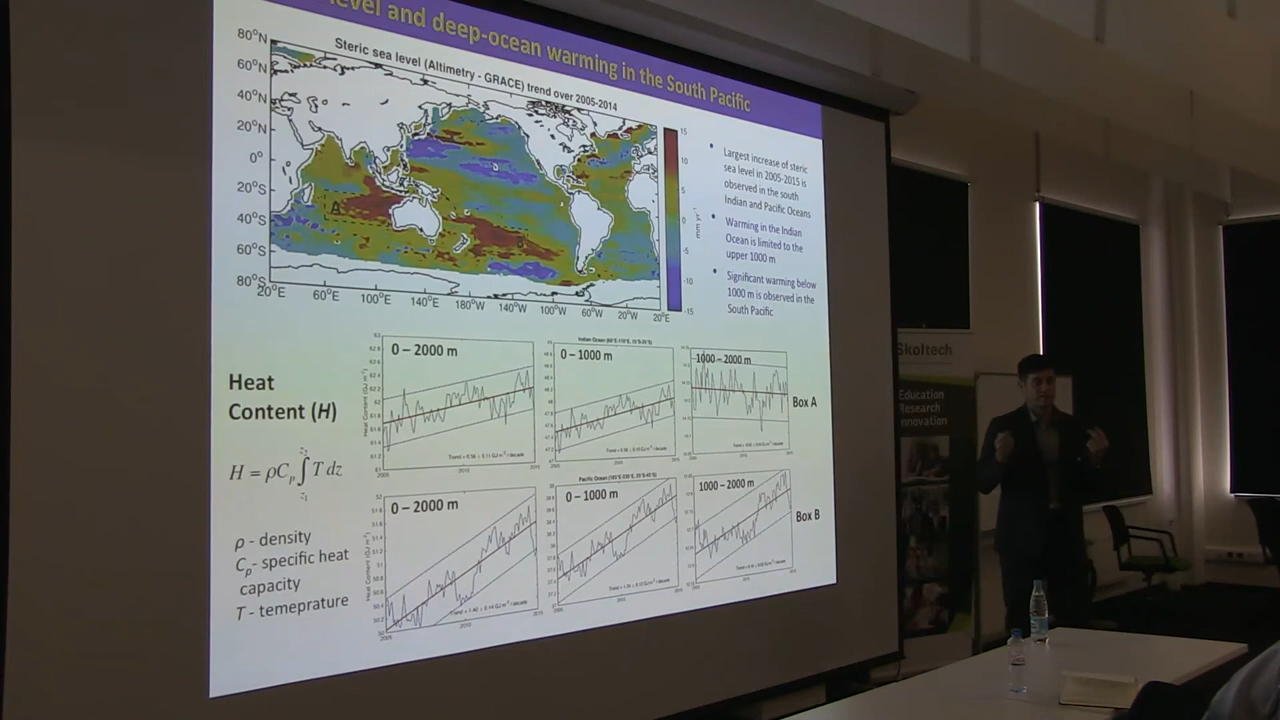 level and deep-ocean warming in the South Pacific
Steric sea level (Altimetry - GRACE) trend over 2005-2014
80°N
60°N
40°N
20°N
0°
20°S
40°S
60°S
80°S
20°E
60°E
100°E
140°E
180°W
140°W
100°W
60°W
20°W
20°E
A
B
15
10
5
0
-5
-10
-15
mm yr⁻¹
• Largest increase of steric
sea level in 2005-2015 is
observed in the south
Indian and Pacific Oceans
• Warming in the Indian
Ocean is limited to the
upper 1000 m
• Significant warming below
1000 m is observed in the
South Pacific
Heat
Content (H)
H = ρCp∫T dz
z₂
z₁
ρ - density
Cp - specific heat
capacity
T - temeprature
0 – 2000 m
0 – 1000 m
1000 – 2000 m
Box A
0 – 2000 m
0 – 1000 m
1000 – 2000 m
Box B
Skoltech
Education
Research
Innovation